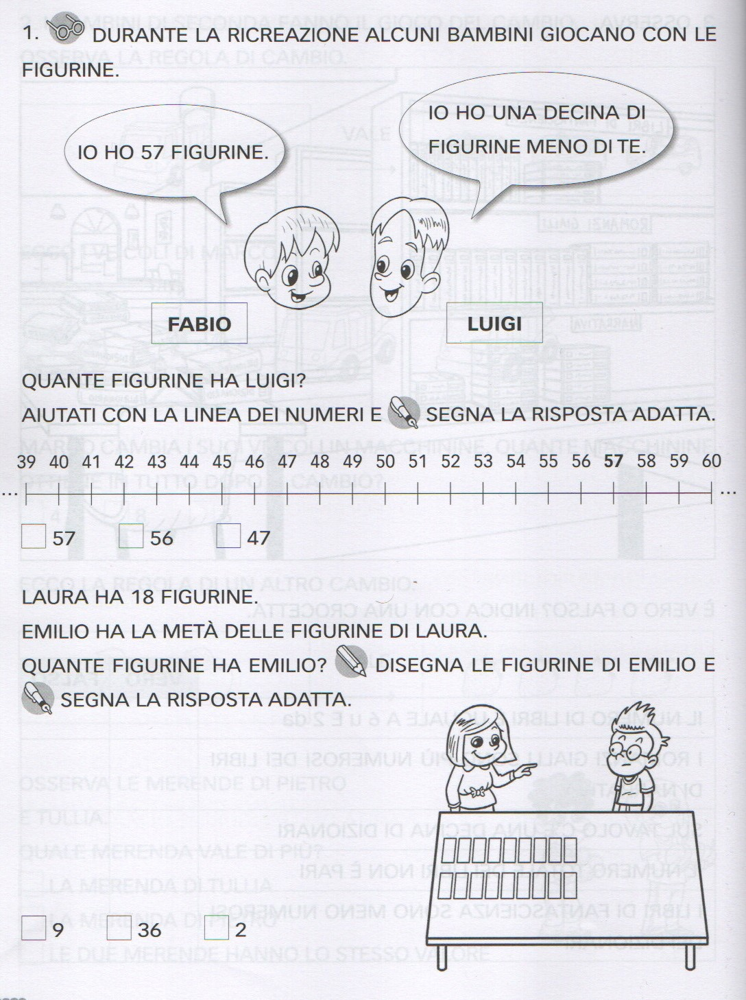 1. DURANTE LA RICREAZIONE ALCUNI BAMBINI GIOCANO CON LE
FIGURINE.
IO HO 57 FIGURINE.
IO HO UNA DECINA DI
FIGURINE MENO DI TE.
FABIO
LUIGI
QUANTE FIGURINE HA LUIGI?
AIUTATI CON LA LINEA DEI NUMERI E SEGNA LA RISPOSTA ADATTA.
39 40 41 42 43 44 45 46 47 48 49 50 51 52 53 54 55 56 57 58 59 60
... ...
57 56 47
LAURA HA 18 FIGURINE.
EMILIO HA LA METÀ DELLE FIGURINE DI LAURA.
QUANTE FIGURINE HA EMILIO? DISEGNA LE FIGURINE DI EMILIO E
SEGNA LA RISPOSTA ADATTA.
9 36 2